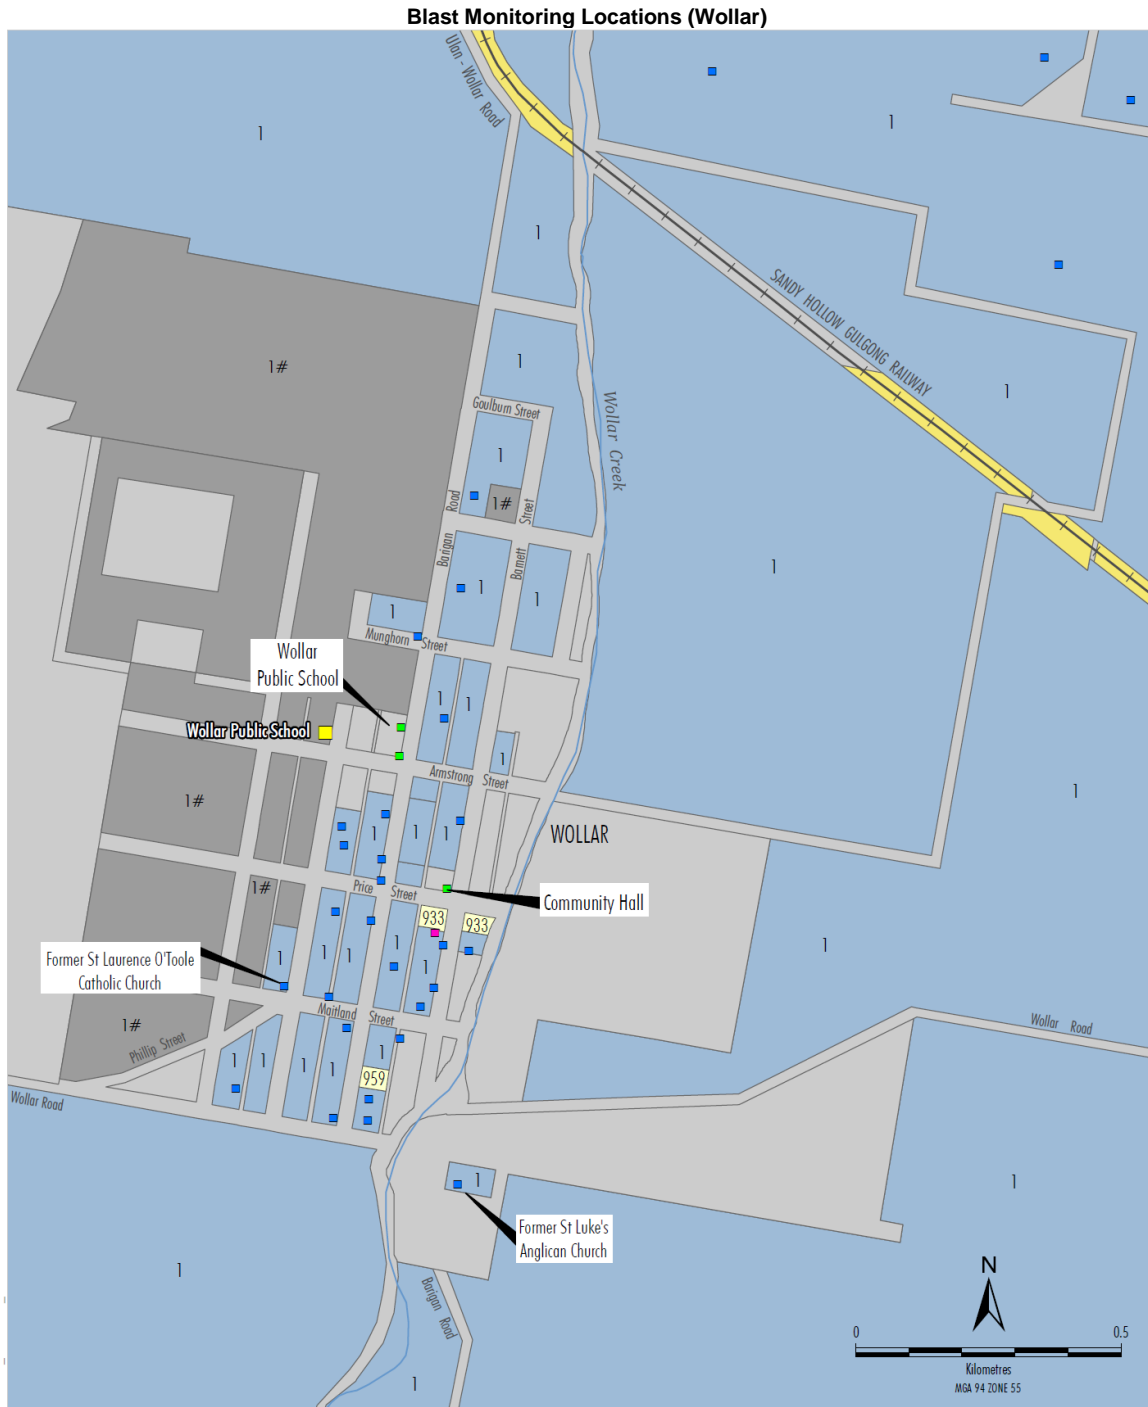 Blast Monitoring Locations (Wollar)
Ulan - Wollar Road
1
1
1
SANDY HOLLOW GULGONG RAILWAY
1#
1
1
Goulburn Street
Wollar Creek
1
1#
Barigan Road
Barnett Street
1
1
1
1
Munghorn Street
Wollar
Public School
1
1
Wollar Public School
1
Armstrong Street
1
1#
1
1
1
WOLLAR
1#
Price Street
Community Hall
933
933
1
1
1
1
1
1
Former St Laurence O'Toole
Catholic Church
1#
Maitland Street
Wollar Road
Phillip Street
1
1
1
1
1
959
Wollar Road
1
1
Former St Luke's
Anglican Church
1
Barigan Road
1
N
0
0.5
Kilometres
MGA 94 ZONE 55